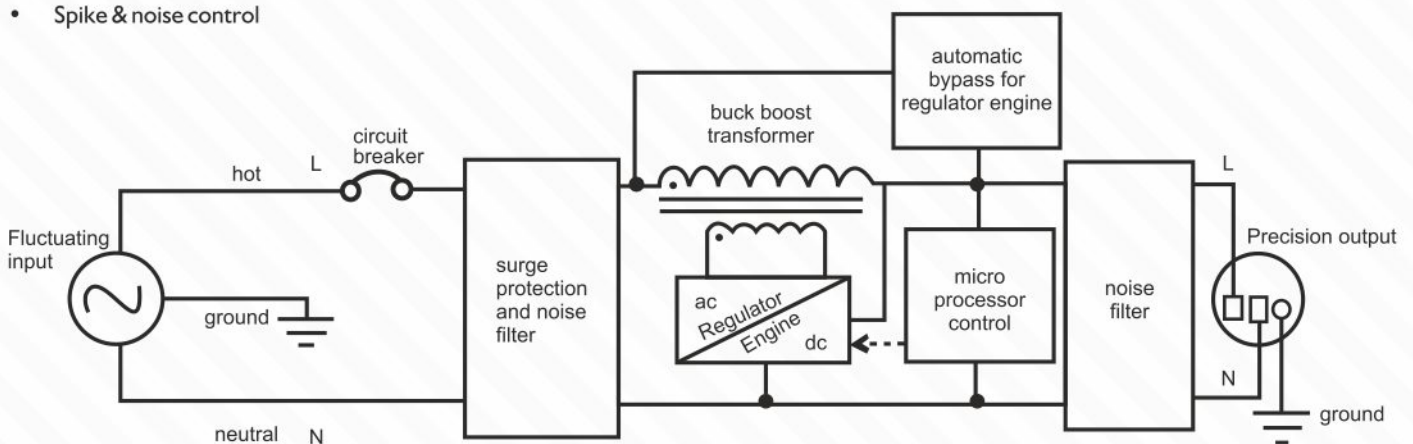 • Spike & noise control
automatic
bypass for
regulator engine
buck boost
transformer
circuit
breaker
hot L
L
Fluctuating
input
Precision output
surge
protection
and noise
filter
micro
processor
control
noise
filter
ac
Regulator
Engine
dc
ground
N
ground
neutral N